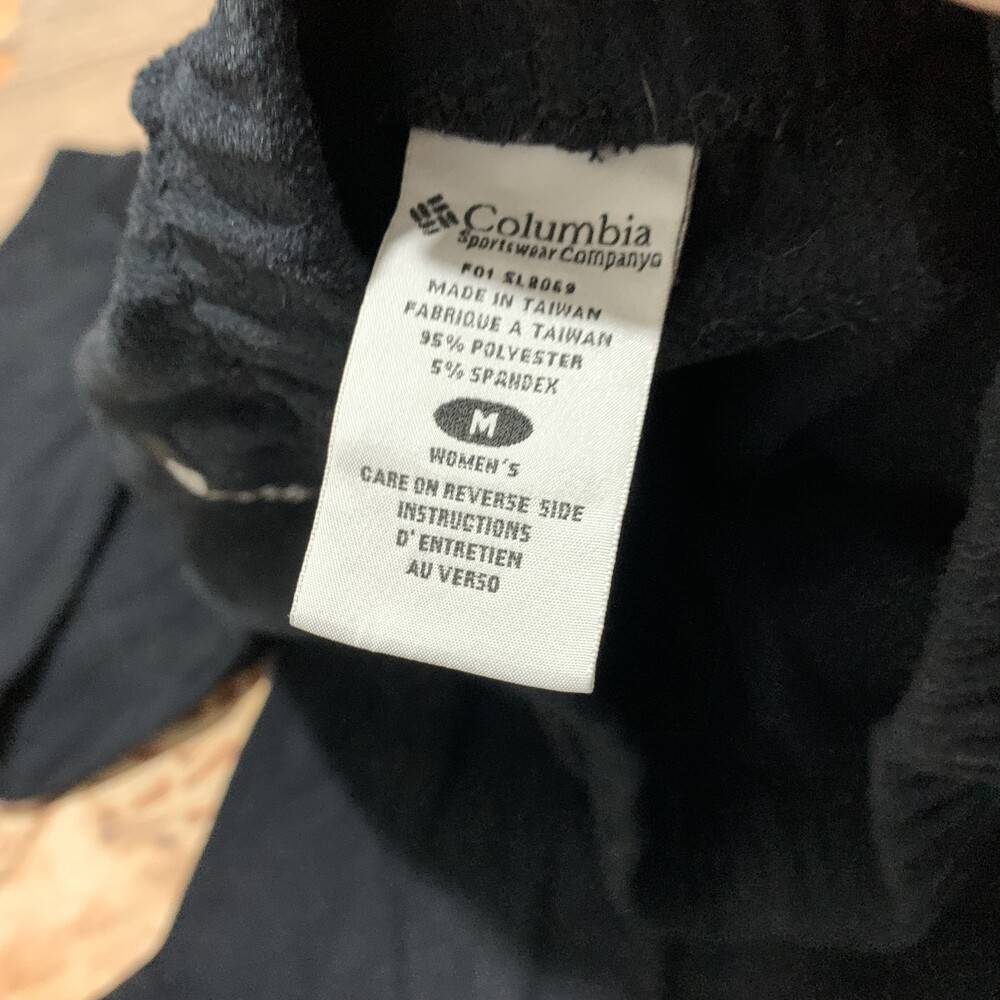 Columbia
Sportswear Company®
F01 SL8069
MADE IN TAIWAN
FABRIQUE A TAIWAN
95% POLYESTER
5% SPANDEX
M
WOMEN'S
CARE ON REVERSE SIDE
INSTRUCTIONS
D'ENTRETIEN
AU VERSO